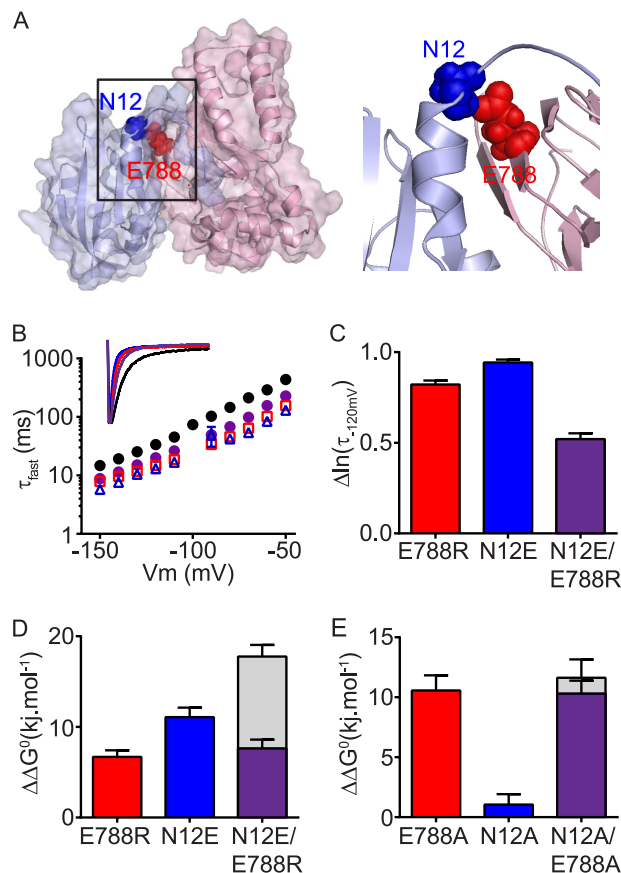 A
N12
E788
N12
E788
B
1000
100
10
1
τfast (ms)
-150
-100
-50
Vm (mV)
C
1.0
0.5
0.0
Δln(τ-120mV)
E788R
N12E
N12E/
E788R
D
20
10
0
ΔΔG⁰(kj.mol⁻¹)
E788R
N12E
N12E/
E788R
E
15
10
5
0
ΔΔG⁰(kj.mol⁻¹)
E788A
N12A
N12A/
E788A